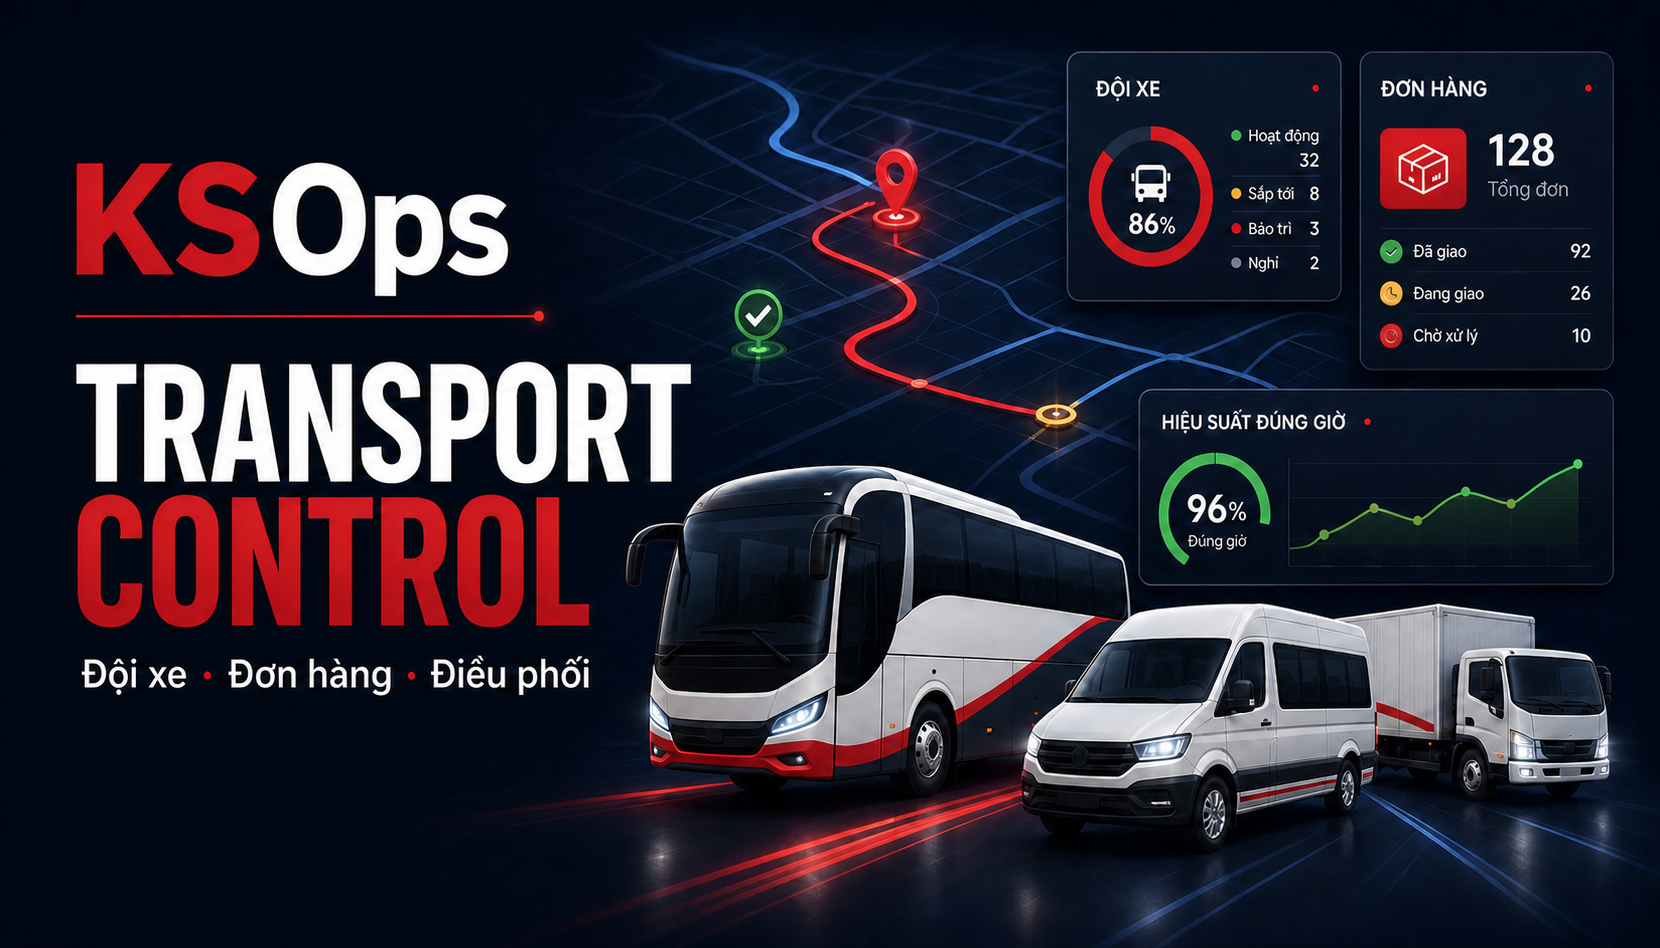 KSOps
TRANSPORT
CONTROL
Đội xe • Đơn hàng • Điều phối
ĐỘI XE
86%
Hoạt động
32
Sắp tới 8
Bảo trì 3
Nghỉ 2
ĐƠN HÀNG
128
Tổng đơn
Đã giao 92
Đang giao 26
Chờ xử lý 10
HIỆU SUẤT ĐÚNG GIỜ
96%
Đúng giờ